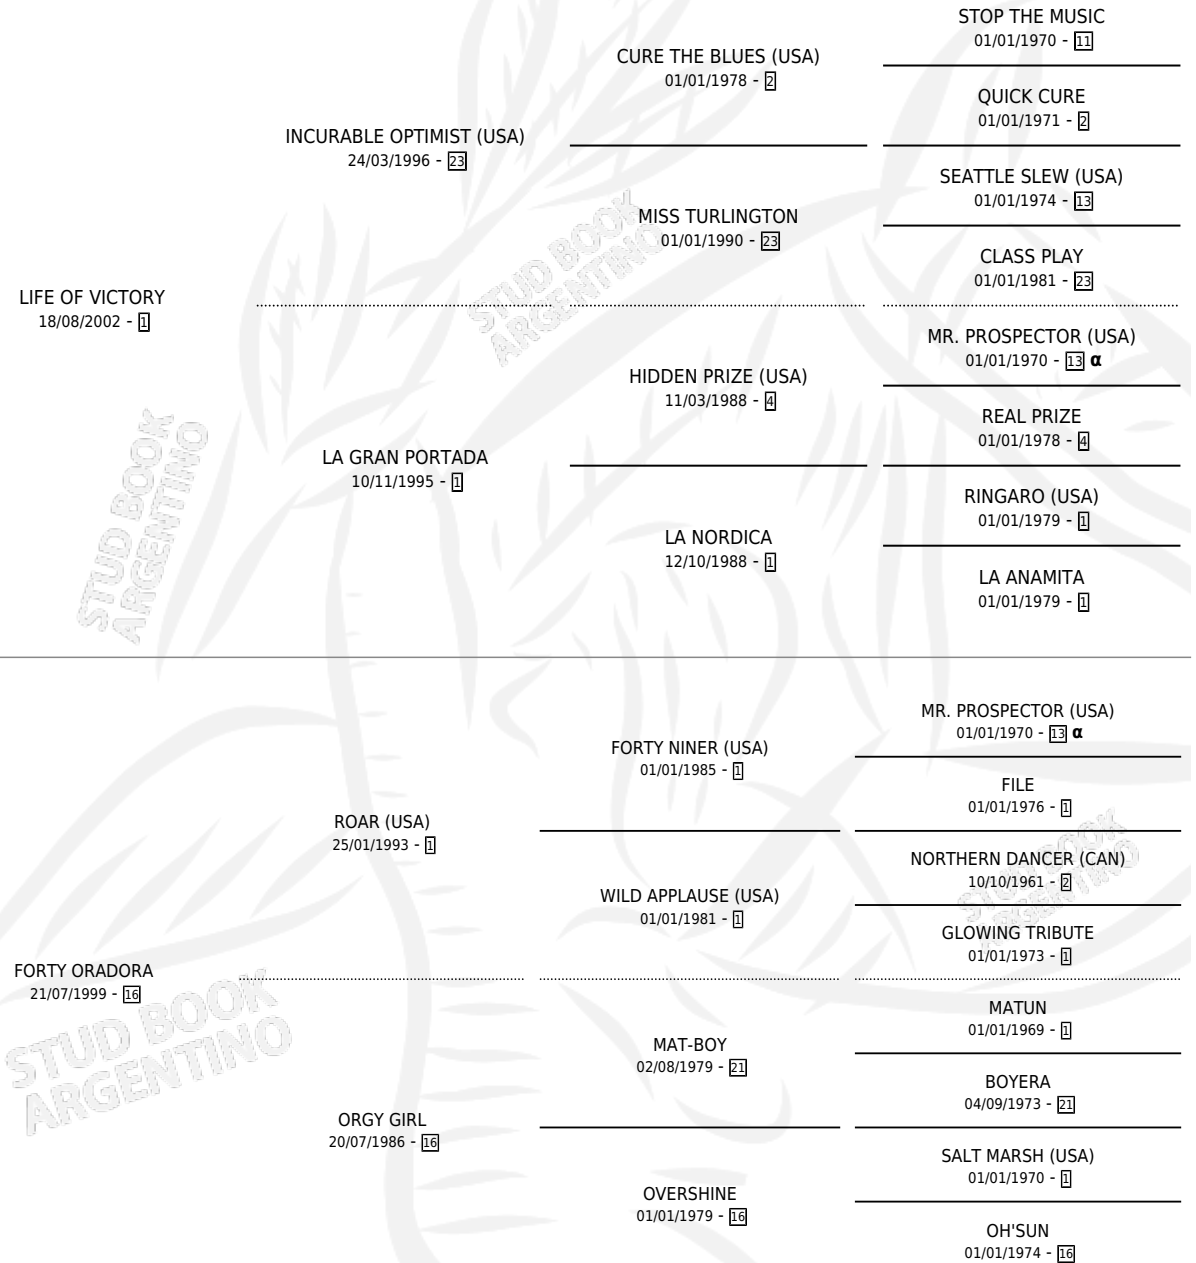 STOP THE MUSIC
01/01/1970 - 11
CURE THE BLUES (USA)
01/01/1978 - 2
QUICK CURE
01/01/1971 - 2
INCURABLE OPTIMIST (USA)
24/03/1996 - 23
SEATTLE SLEW (USA)
01/01/1974 - 13
MISS TURLINGTON
01/01/1990 - 23
CLASS PLAY
01/01/1981 - 23
LIFE OF VICTORY
18/08/2002 - 1
MR. PROSPECTOR (USA)
01/01/1970 - 13 α
HIDDEN PRIZE (USA)
11/03/1988 - 4
REAL PRIZE
01/01/1978 - 4
LA GRAN PORTADA
10/11/1995 - 1
RINGARO (USA)
01/01/1979 - 1
LA NORDICA
12/10/1988 - 1
LA ANAMITA
01/01/1979 - 1
MR. PROSPECTOR (USA)
01/01/1970 - 13 α
FORTY NINER (USA)
01/01/1985 - 1
FILE
01/01/1976 - 1
ROAR (USA)
25/01/1993 - 1
NORTHERN DANCER (CAN)
10/10/1961 - 2
WILD APPLAUSE (USA)
01/01/1981 - 1
GLOWING TRIBUTE
01/01/1973 - 1
FORTY ORADORA
21/07/1999 - 16
MATUN
01/01/1969 - 1
MAT-BOY
02/08/1979 - 21
BOYERA
04/09/1973 - 21
ORGY GIRL
20/07/1986 - 16
SALT MARSH (USA)
01/01/1970 - 1
OVERSHINE
01/01/1979 - 16
OH'SUN
01/01/1974 - 16
STUD BOOK
ARGENTINO
STUD BOOK
ARGENTINO
STUD BOOK
ARGENTINO
STUD BOOK
ARGENTINO